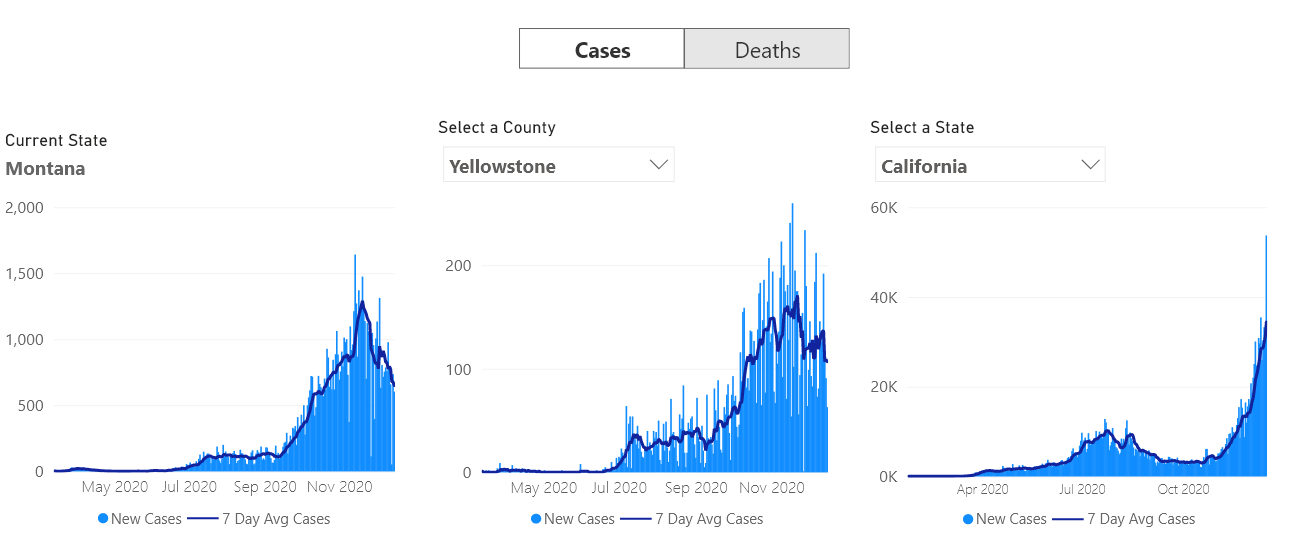 Cases Deaths
Current State
Montana
2,000
1,500
1,000
500
0
May 2020 Jul 2020 Sep 2020 Nov 2020
New Cases 7 Day Avg Cases
Select a County
Yellowstone
200
100
0
May 2020 Jul 2020 Sep 2020 Nov 2020
New Cases 7 Day Avg Cases
Select a State
California
60K
40K
20K
0K
Apr 2020 Jul 2020 Oct 2020
New Cases 7 Day Avg Cases